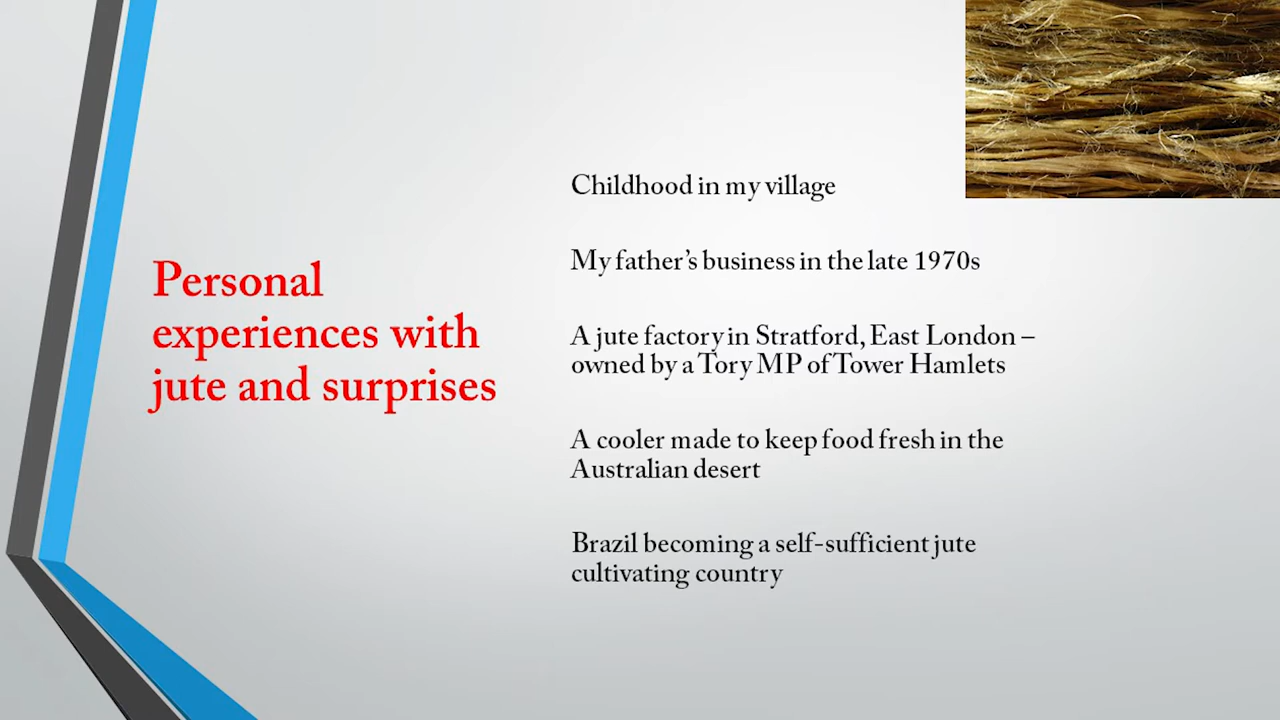 Personal
experiences with
jute and surprises
Childhood in my village
My father's business in the late 1970s
A jute factory in Stratford, East London –
owned by a Tory MP of Tower Hamlets
A cooler made to keep food fresh in the
Australian desert
Brazil becoming a self-sufficient jute
cultivating country